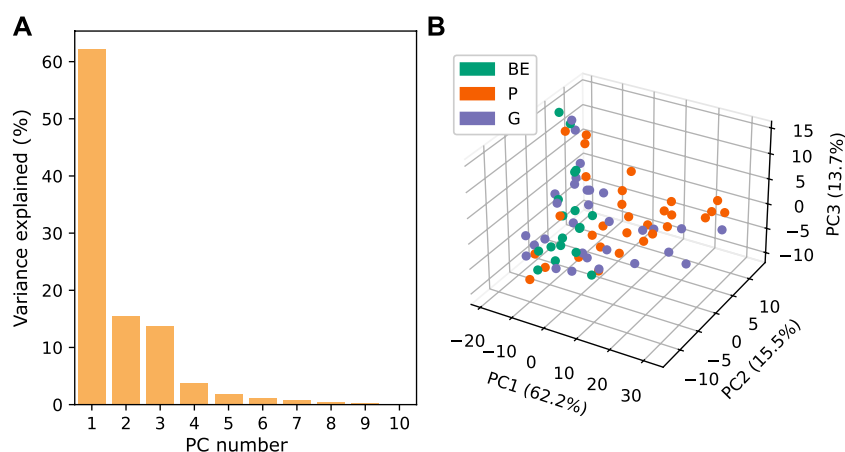 A
Variance explained (%)
60
50
40
30
20
10
0
1 2 3 4 5 6 7 8 9 10
PC number
B
BE
P
G
15
10
5
0
−5
−10
PC3 (13.7%)
10
5
0
−5
−10
PC2 (15.5%)
−20 −10 0 10 20 30
PC1 (62.2%)